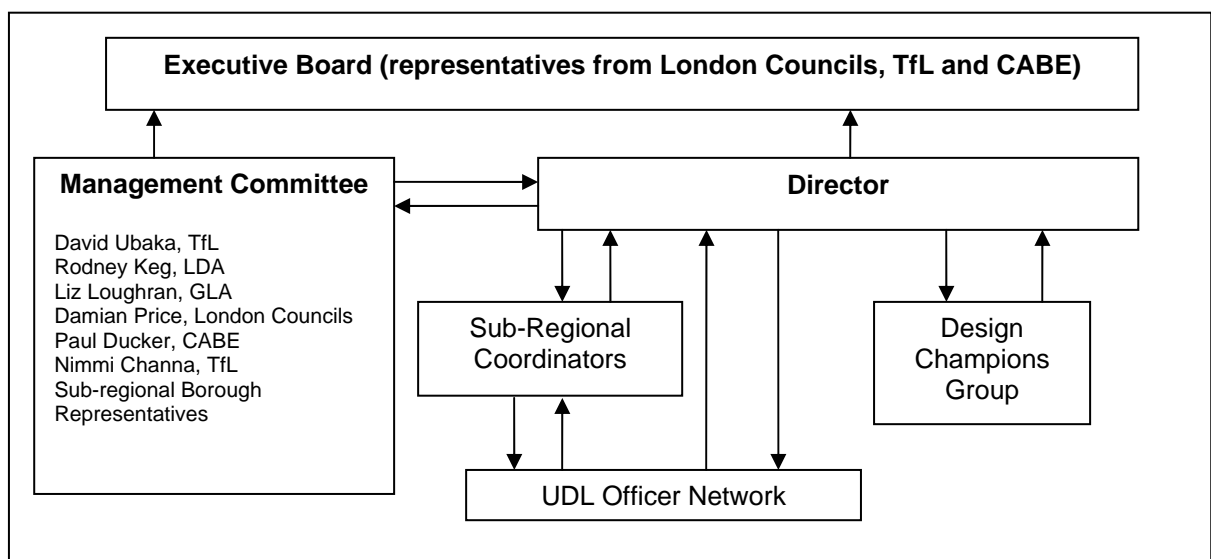 Executive Board (representatives from London Councils, TfL and CABE)
Management Committee
David Ubaka, TfL
Rodney Keg, LDA
Liz Loughran, GLA
Damian Price, London Councils
Paul Ducker, CABE
Nimmi Channa, TfL
Sub-regional Borough
Representatives
Director
Sub-Regional
Coordinators
Design
Champions
Group
UDL Officer Network